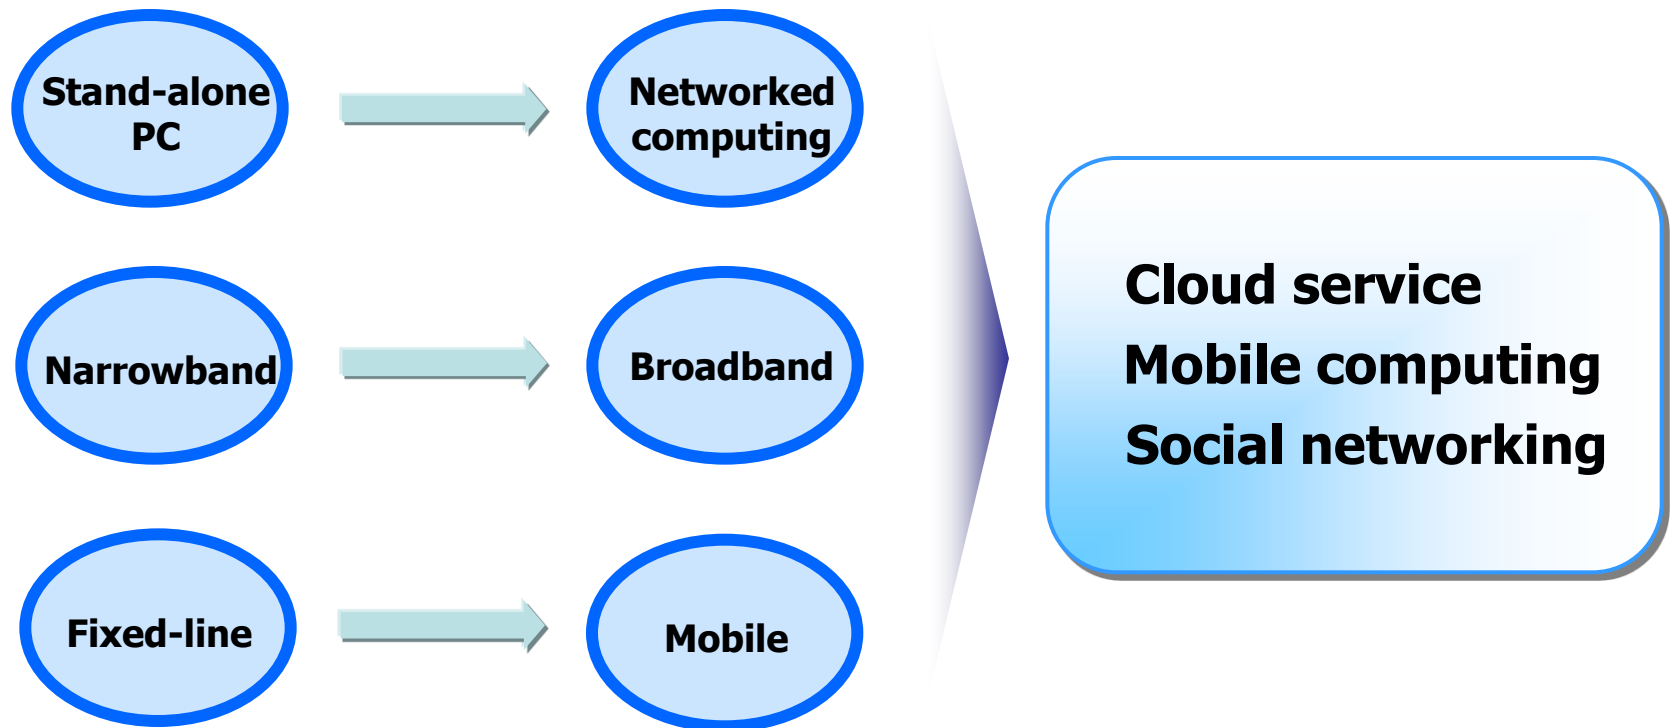 Stand-alone
PC
Networked
computing
Narrowband
Broadband
Fixed-line
Mobile
Cloud service
Mobile computing
Social networking